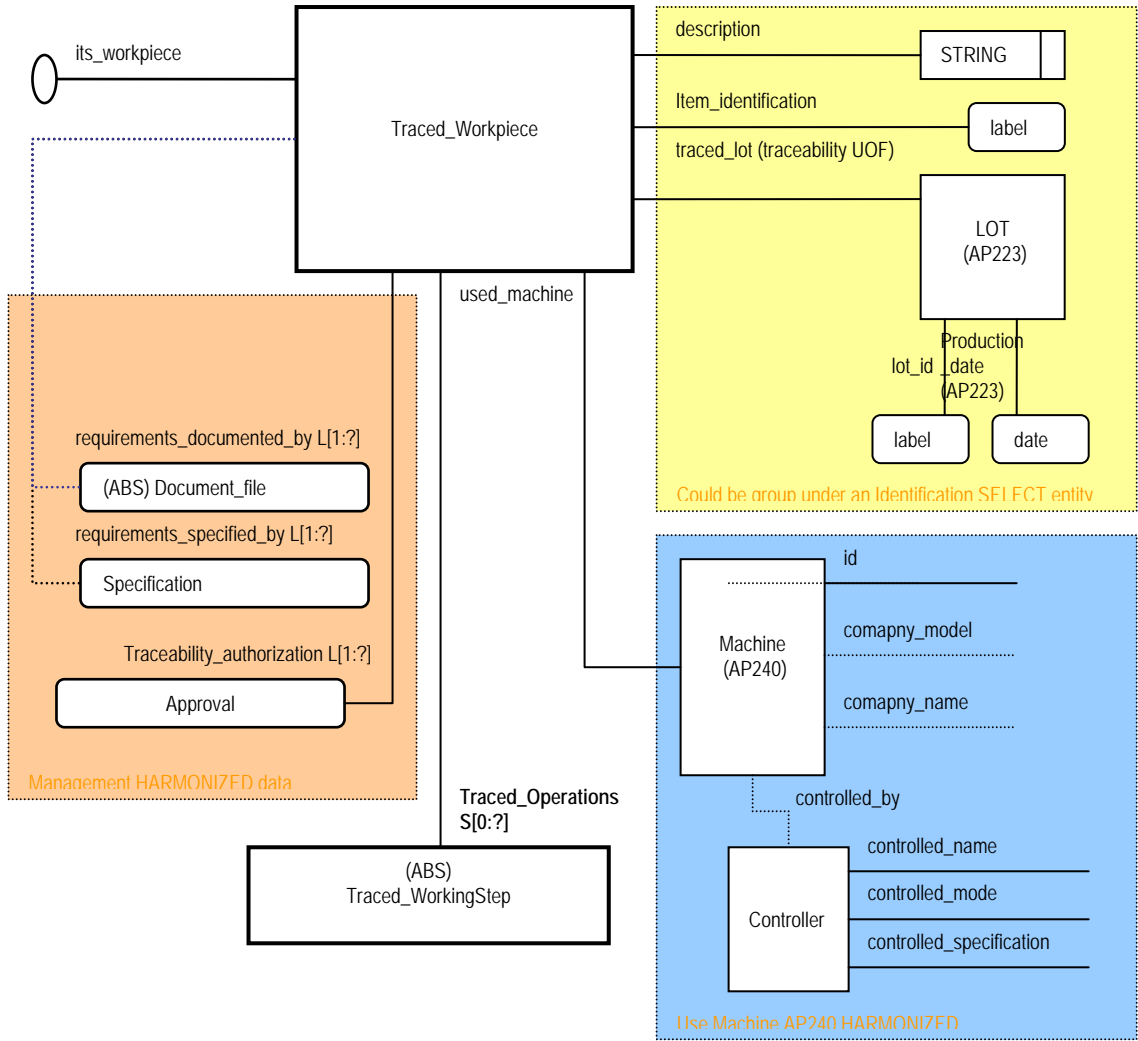 its_workpiece
Traced_Workpiece
description
STRING
Item_identification
label
traced_lot (traceability UOF)
LOT
(AP223)
Production
lot_id _date
(AP223)
label
date
Could be group under an Identification SELECT entity
used_machine
requirements_documented_by L[1:?]
(ABS) Document_file
requirements_specified_by L[1:?]
Specification
Traceability_authorization L[1:?]
Approval
Management HARMONIZED data
Traced_Operations
S[0:?]
(ABS)
Traced_WorkingStep
id
Machine
(AP240)
comapny_model
comapny_name
controlled_by
controlled_name
controlled_mode
Controller
controlled_specification
Use Machine AP240 HARMONIZED